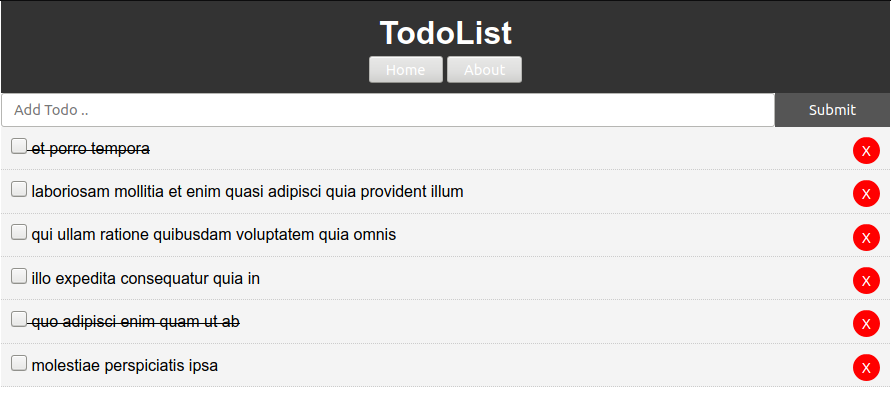 TodoList
Home About
Add Todo .. Submit
et porro tempora X
laboriosam mollitia et enim quasi adipisci quia provident illum X
qui ullam ratione quibusdam voluptatem quia omnis X
illo expedita consequatur quia in X
quo adipisci enim quam ut ab X
molestiae perspiciatis ipsa X